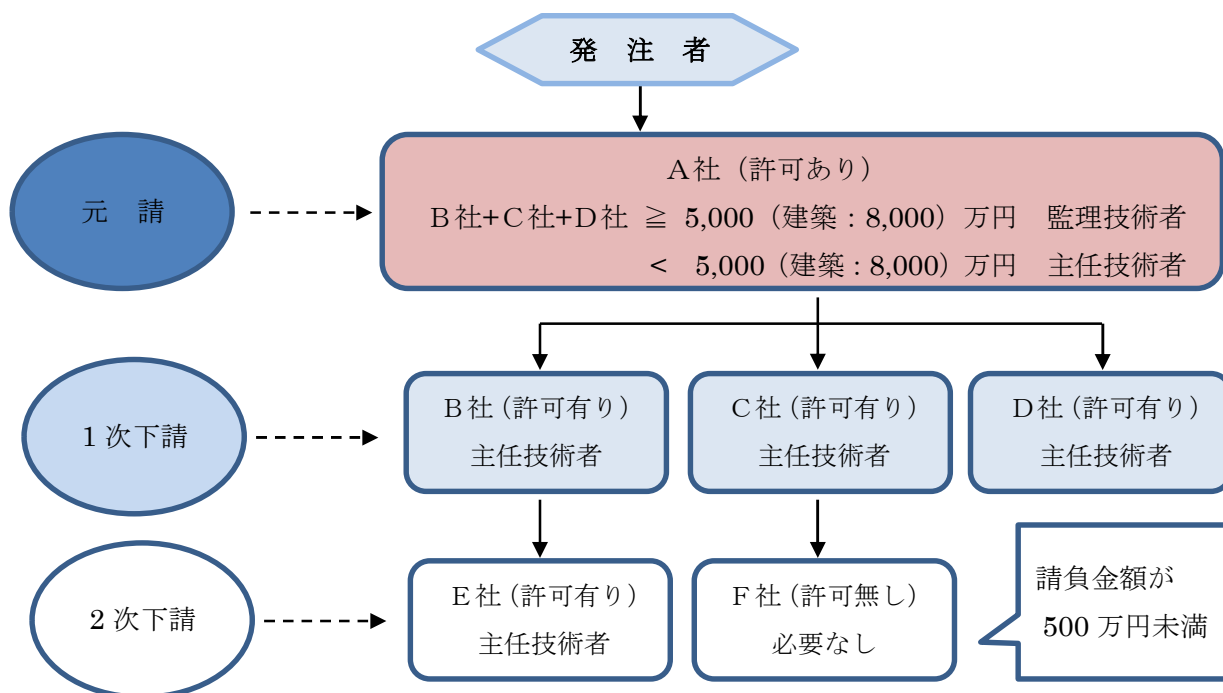 発 注 者
元 請
A社（許可あり）
B社+C社+D社 ≧ 5,000（建築：8,000）万円 監理技術者
< 5,000（建築：8,000）万円 主任技術者
1次下請
B社（許可有り）
主任技術者
C社（許可有り）
主任技術者
D社（許可有り）
主任技術者
2次下請
E社（許可有り）
主任技術者
F社（許可無し）
必要なし
請負金額が
500万円未満